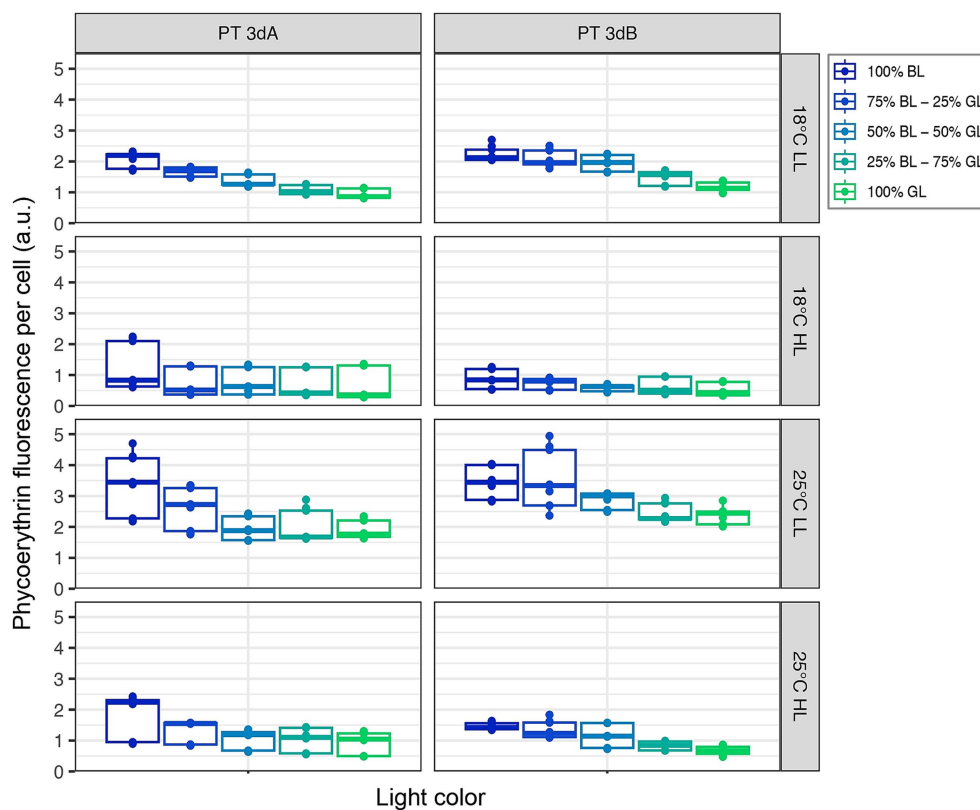 PT 3dA
PT 3dB
Phycoerythrin fluorescence per cell (a.u.)
5
4
3
2
1
0
18°C LL
5
4
3
2
1
0
18°C HL
5
4
3
2
1
0
25°C LL
5
4
3
2
1
0
25°C HL
Light color
100% BL
75% BL – 25% GL
50% BL – 50% GL
25% BL – 75% GL
100% GL